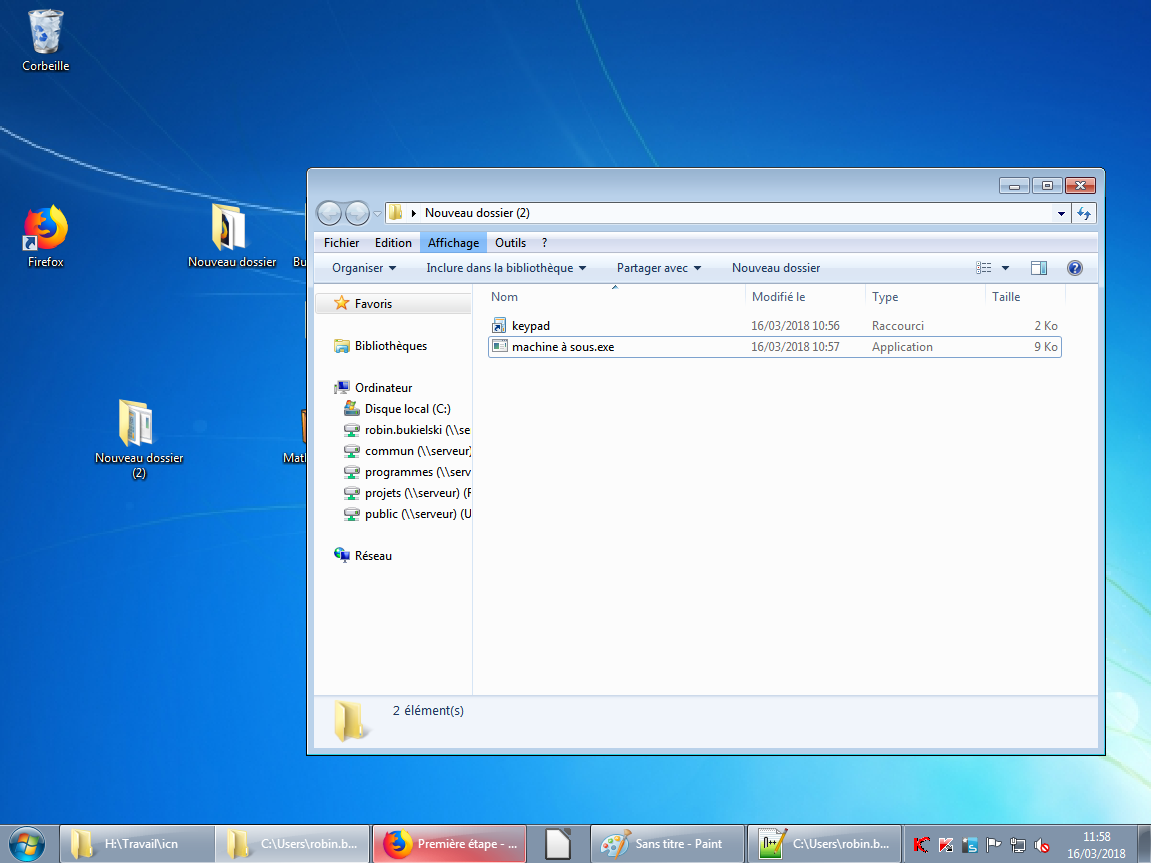 Corbeille
Firefox
Nouveau dossier
Bu
Nouveau dossier
(2)
Math
Nouveau dossier (2)
Fichier Edition Affichage Outils ?
Organiser Inclure dans la bibliothèque Partager avec Nouveau dossier
Nom Modifié le Type Taille
keypad 16/03/2018 10:56 Raccourci 2 Ko
machine à sous.exe 16/03/2018 10:57 Application 9 Ko
Favoris
Bibliothèques
Ordinateur
Disque local (C:)
robin.bukielski (\\se
commun (\\serveur)
programmes (\\serv
projets (\\serveur) (F
public (\\serveur) (U
Réseau
2 élément(s)
H:\Travail\icn
C:\Users\robin.b...
Première étape - ...
Sans titre - Paint
C:\Users\robin.b...
11:58
16/03/2018